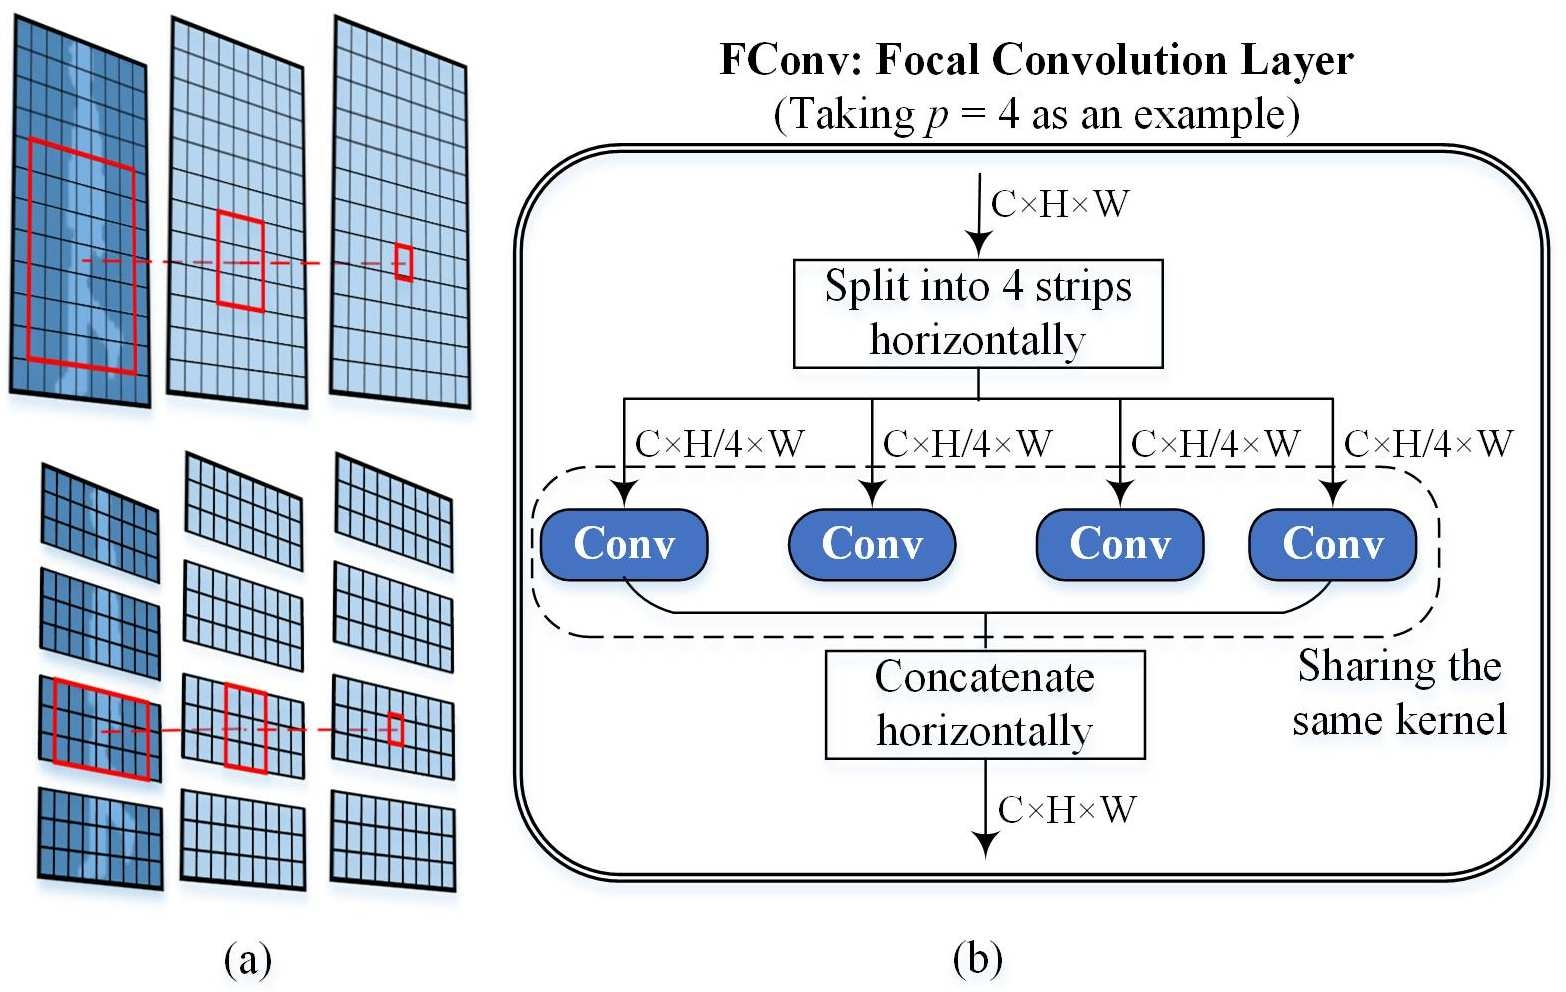 FConv: Focal Convolution Layer
(Taking p = 4 as an example)
C×H×W
Split into 4 strips
horizontally
C×H/4×W
C×H/4×W
C×H/4×W
C×H/4×W
Conv
Conv
Conv
Conv
Concatenate
horizontally
Sharing the
same kernel
C×H×W
(a)
(b)